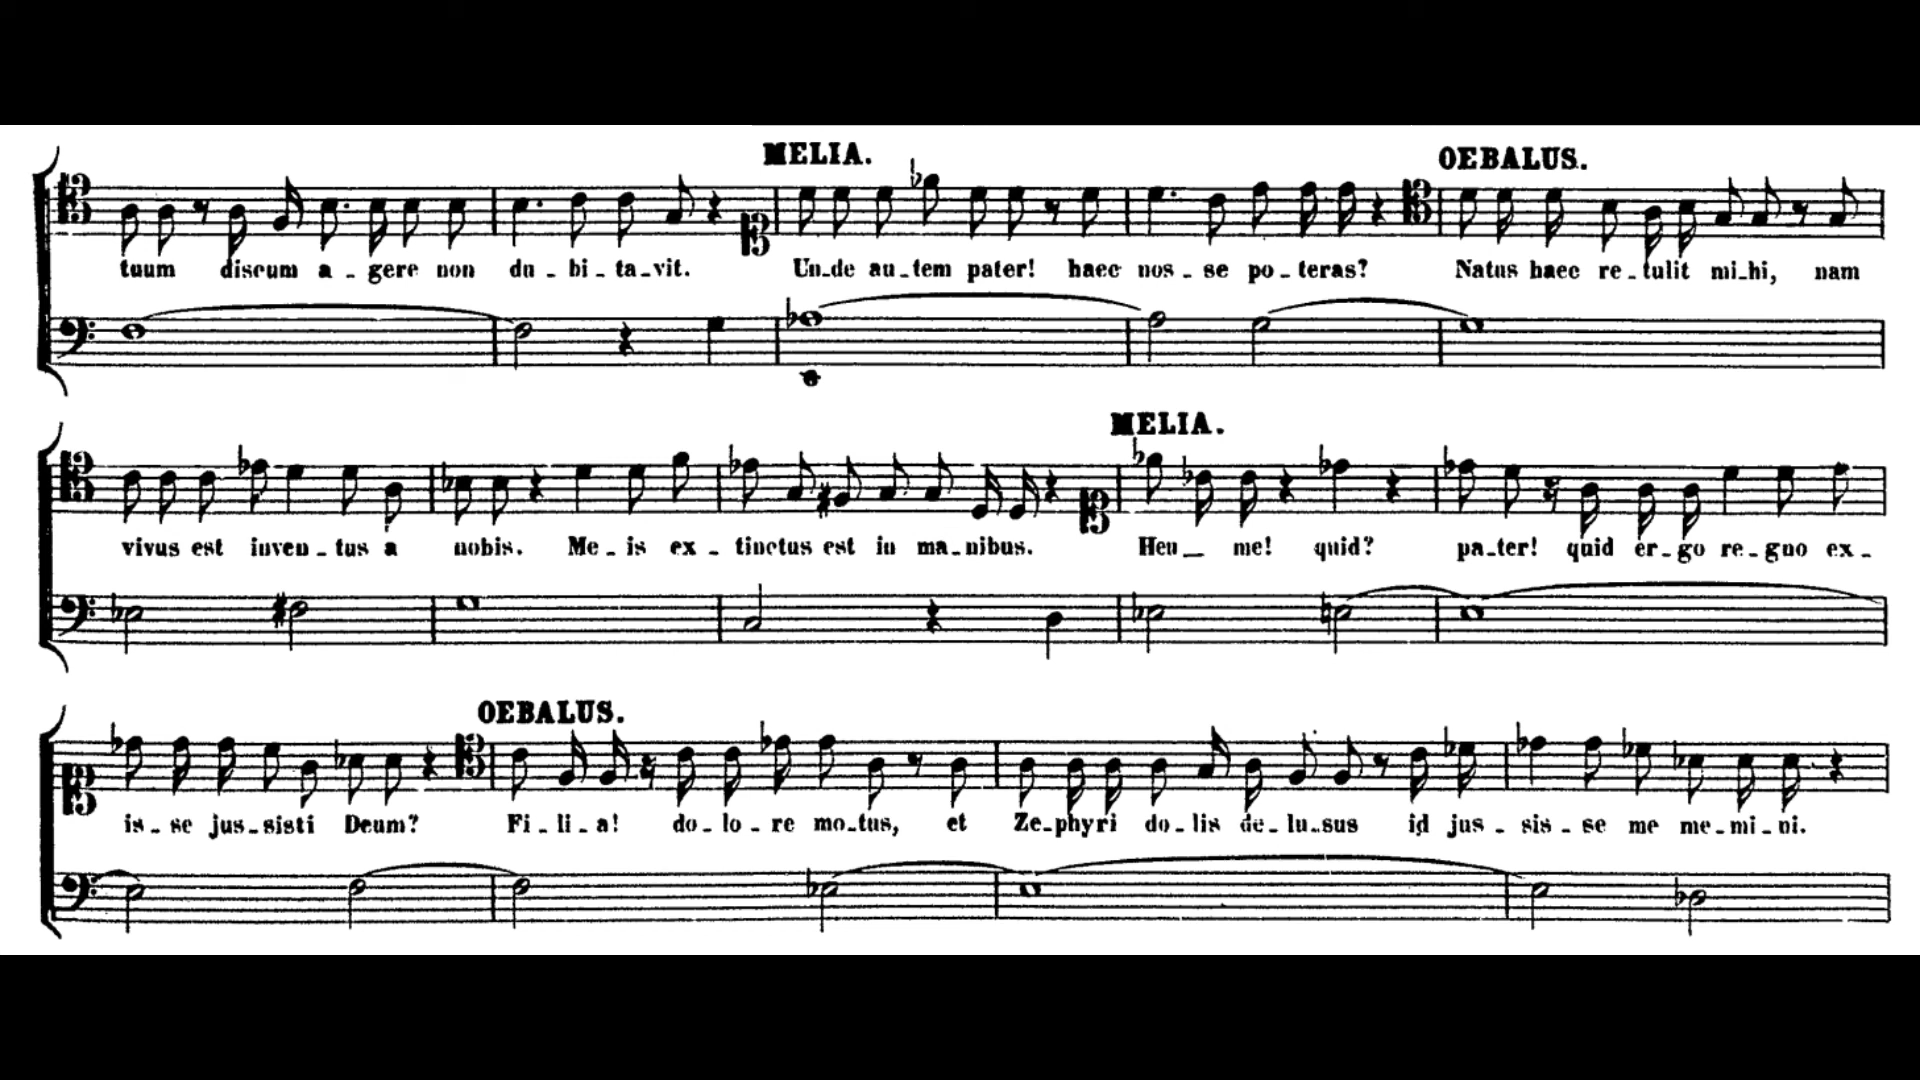 MELIA. OEBALUS.
tuum discum a-gere non du-bi-ta-vit. Un-de au-tem pater! haec nos-se po-teras? Natus haec re-tulit mi-hi, nam
MELIA.
vivus est inven-tus a nobis. Me-is ex-tinctus est in ma-nibus. Heu_ me! quid? pa-ter! quid er-go re-gno ex-
OEBALUS.
is-se jus-sisti Deum? Fi-li-a! do-lo-re mo-tus, et Ze-phyri do-lis de-lu-sus id jus-sis-se me me-mi-ni.